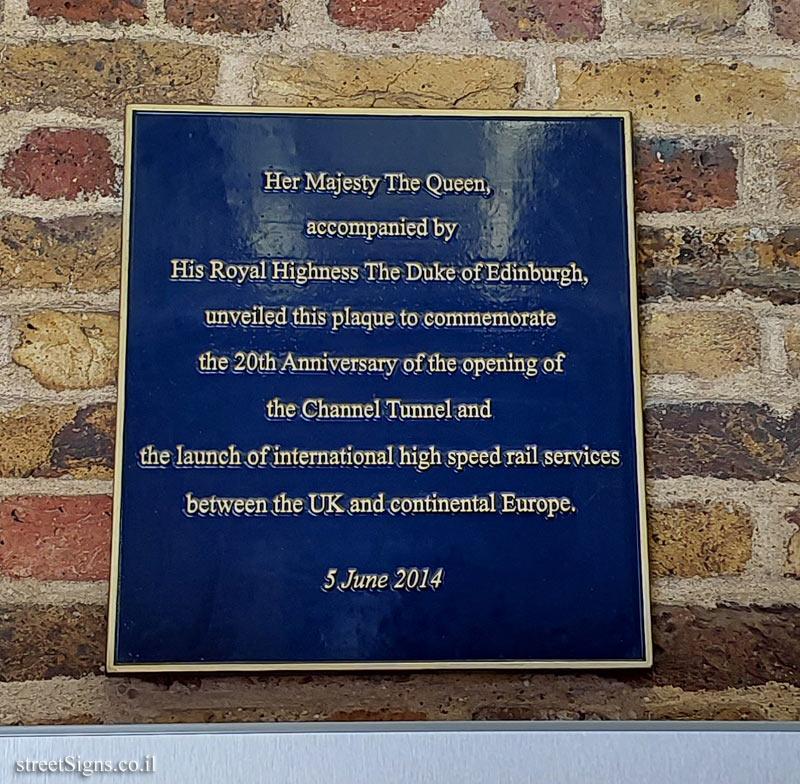 Her Majesty The Queen,
accompanied by
His Royal Highness The Duke of Edinburgh,
unveiled this plaque to commemorate
the 20th Anniversary of the opening of
the Channel Tunnel and
the launch of international high speed rail services
between the UK and continental Europe.
5 June 2014
streetSigns.co.il